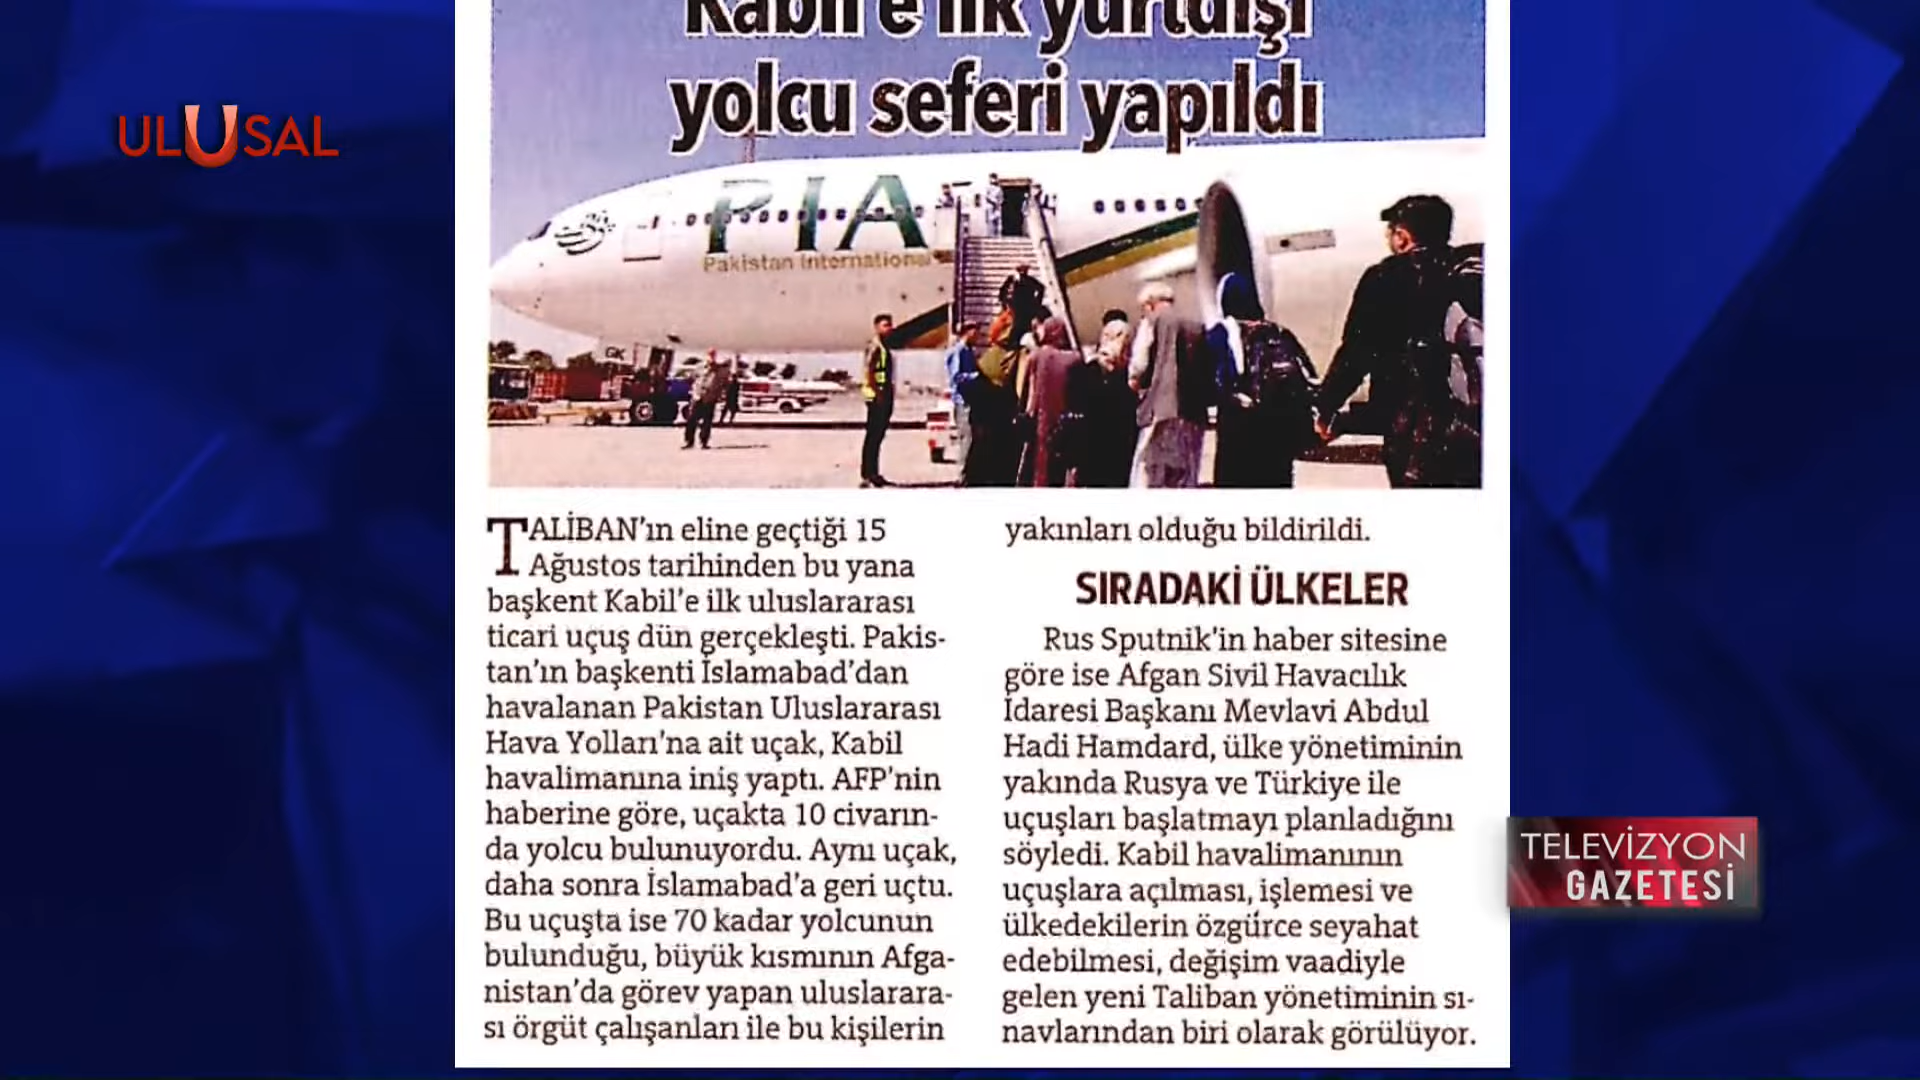 Kabil'e ilk yurtdışı
yolcu seferi yapıldı
ULUSAL
PIA
Pakistan International
TALİBAN'ın eline geçtiği 15
Ağustos tarihinden bu yana
başkent Kabil'e ilk uluslararası
ticari uçuş dün gerçekleşti. Pakis-
tan'ın başkenti İslamabad'dan
havalanan Pakistan Uluslararası
Hava Yolları'na ait uçak, Kabil
havalimanına iniş yaptı. AFP'nin
haberine göre, uçakta 10 civarın-
da yolcu bulunuyordu. Aynı uçak,
daha sonra İslamabad'a geri uçtu.
Bu uçuşta ise 70 kadar yolcunun
bulunduğu, büyük kısmının Afga-
nistan'da görev yapan uluslarara-
sı örgüt çalışanları ile bu kişilerin
yakınları olduğu bildirildi.
SIRADAKİ ÜLKELER
Rus Sputnik'in haber sitesine
göre ise Afgan Sivil Havacılık
İdaresi Başkanı Mevlavi Abdul
Hadi Hamdard, ülke yönetiminin
yakında Rusya ve Türkiye ile
uçuşları başlatmayı planladığını
söyledi. Kabil havalimanının
uçuşlara açılması, işlemesi ve
ülkedekilerin özgürce seyahat
edebilmesi, değişim vaadiyle
gelen yeni Taliban yönetiminin sı-
navlarından biri olarak görülüyor.
TELEVİZYON
GAZETESİ